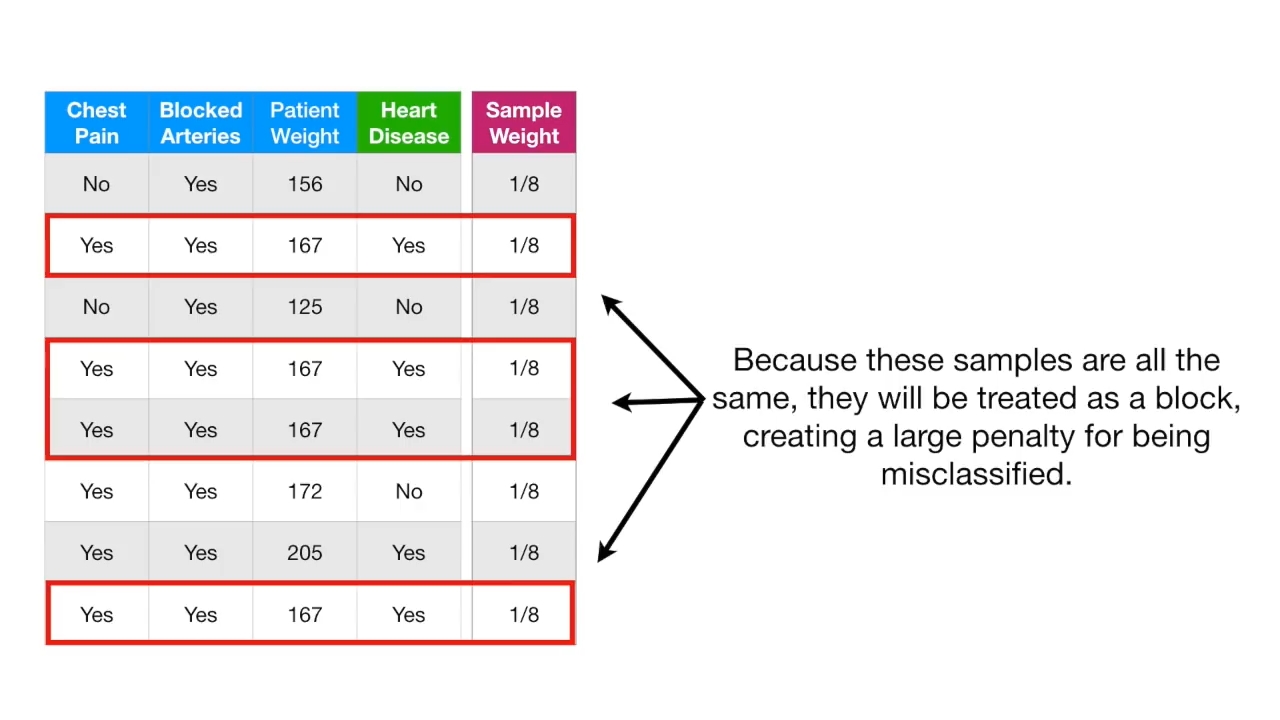 Chest Pain Blocked Arteries Patient Weight Heart Disease Sample Weight
No Yes 156 No 1/8
Yes Yes 167 Yes 1/8
No Yes 125 No 1/8
Yes Yes 167 Yes 1/8
Yes Yes 167 Yes 1/8
Yes Yes 172 No 1/8
Yes Yes 205 Yes 1/8
Yes Yes 167 Yes 1/8
Because these samples are all the
same, they will be treated as a block,
creating a large penalty for being
misclassified.